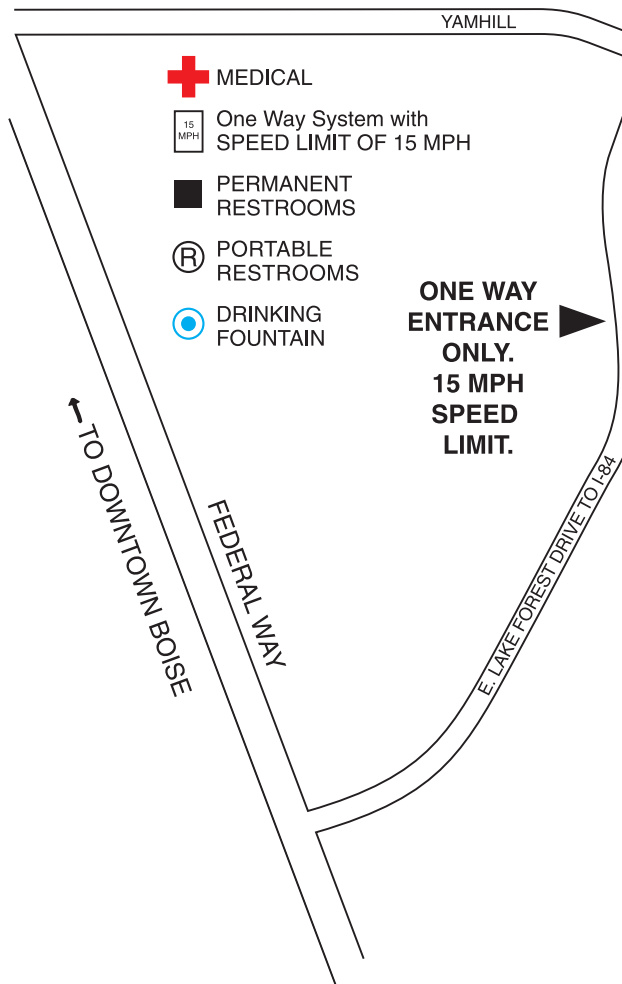 YAMHILL
MEDICAL
15
MPH
One Way System with
SPEED LIMIT OF 15 MPH
PERMANENT
RESTROOMS
R
PORTABLE
RESTROOMS
DRINKING
FOUNTAIN
ONE WAY
ENTRANCE
ONLY.
15 MPH
SPEED
LIMIT.
TO DOWNTOWN BOISE
FEDERAL WAY
E. LAKE FOREST DRIVE TO I-84